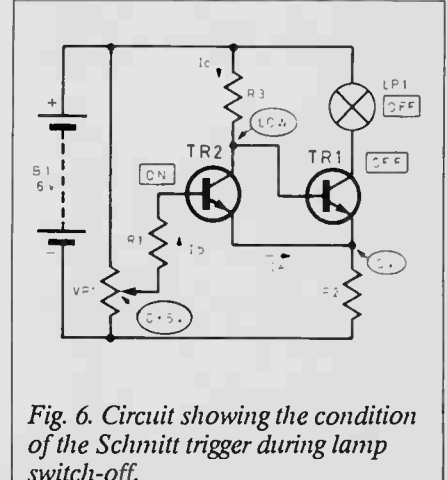 Ic
R3
LP1
OFF
LOW
TR2
TR1
OFF
ON
+
B1
6v
R1
Ib
R2
VR1
Fig. 6. Circuit showing the condition
of the Schmitt trigger during lamp
switch-off.